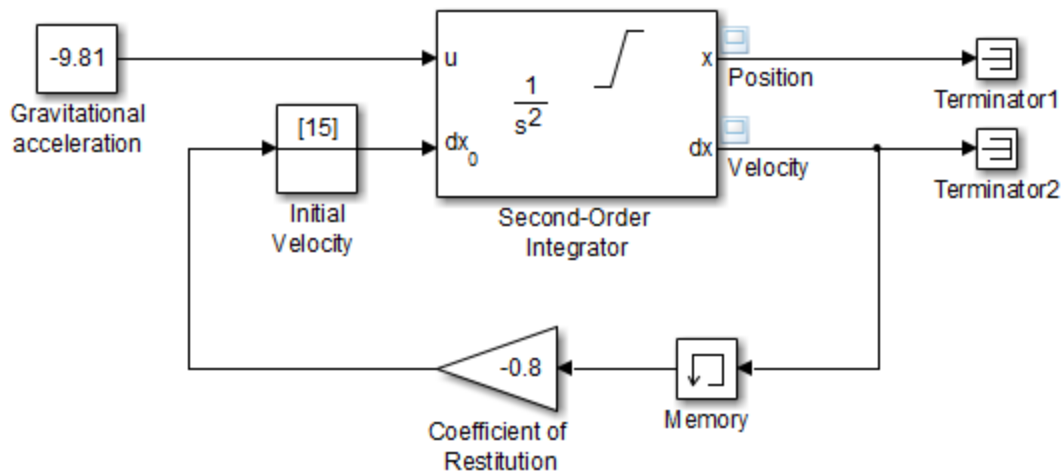 -9.81
Gravitational
acceleration
[15]
Initial
Velocity
u
dx0
1
s2
x
dx
Second-Order
Integrator
Position
Velocity
Terminator1
Terminator2
-0.8
Coefficient of
Restitution
Memory